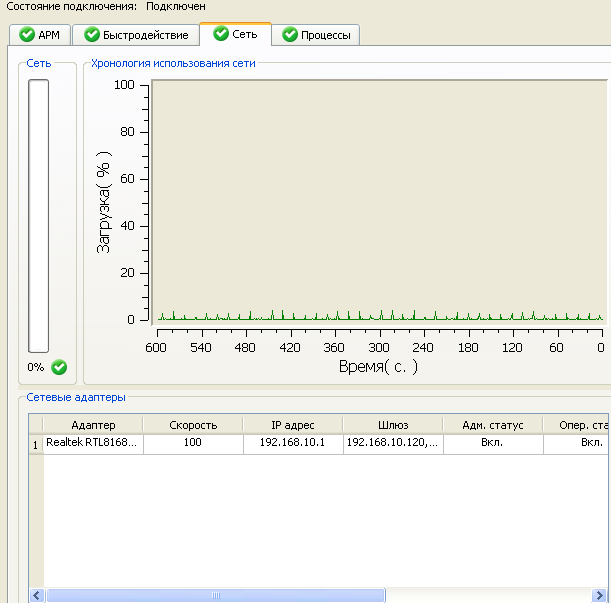 Состояние подключения: Подключен
АРМ Быстродействие Сеть Процессы
Сеть
Хронология использования сети
100
80
60
40
20
0
Загрузка( % )
600 540 480 420 360 300 240 180 120 60 0
Время( с. )
0%
Сетевые адаптеры
Адаптер Скорость IP адрес Шлюз Адм. статус Опер. ста
1 Realtek RTL8168... 100 192.168.10.1 192.168.10.120,... Вкл. Вкл.